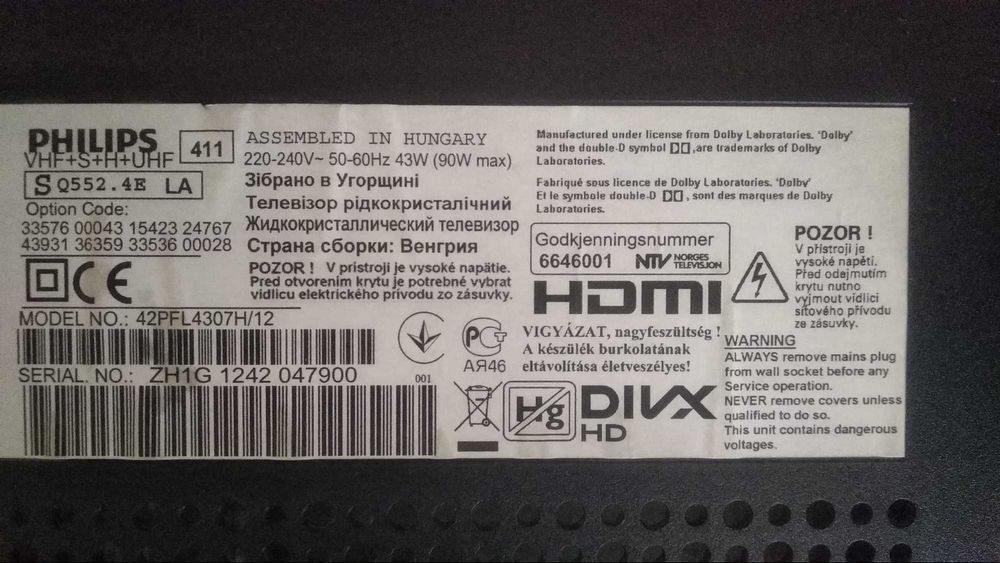 PHILIPS
VHF+S+H+UHF
411
S Q552.4E LA
Option Code:
33576 00043 15423 24767
43931 36359 33536 00028
ASSEMBLED IN HUNGARY
220-240V~ 50-60Hz 43W (90W max)
Зібрано в Угорщині
Телевізор рідкокристалічний
Жидкокристаллический телевизор
Страна сборки: Венгрия
POZOR ! V prístroji je vysoké napätie.
Pred otvorením krytu je potrebné vybrat
vidlicu elektrického prívodu zo zásuvky.
CE
MODEL NO.: 42PFL4307H/12
SERIAL. NO.: ZH1G 1242 047900
001
Manufactured under license from Dolby Laboratories. 'Dolby'
and the double-D symbol , are trademarks of Dolby
Laboratories.
Fabriqué sous licence de Dolby Laboratories. 'Dolby'
Et le symbole double-D , sont des marques de Dolby
Laboratories.
Godkjenningsnummer
6646001 NTV NORGES
TELEVISJON
HDMI
POZOR !
V přístroji je
vysoké napětí.
Před odejmutím
krytu nutno
vyjmout vidlici
síťového přívodu
ze zásuvky.
РСТ
АЯ46
VIGYÁZAT, nagyfeszültség !
A készülék burkolatának
eltávolítása életveszélyes!
Hg
DIVX
HD
WARNING
ALWAYS remove mains plug
from wall socket before any
Service operation.
NEVER remove covers unless
qualified to do so.
This unit contains dangerous
voltages.